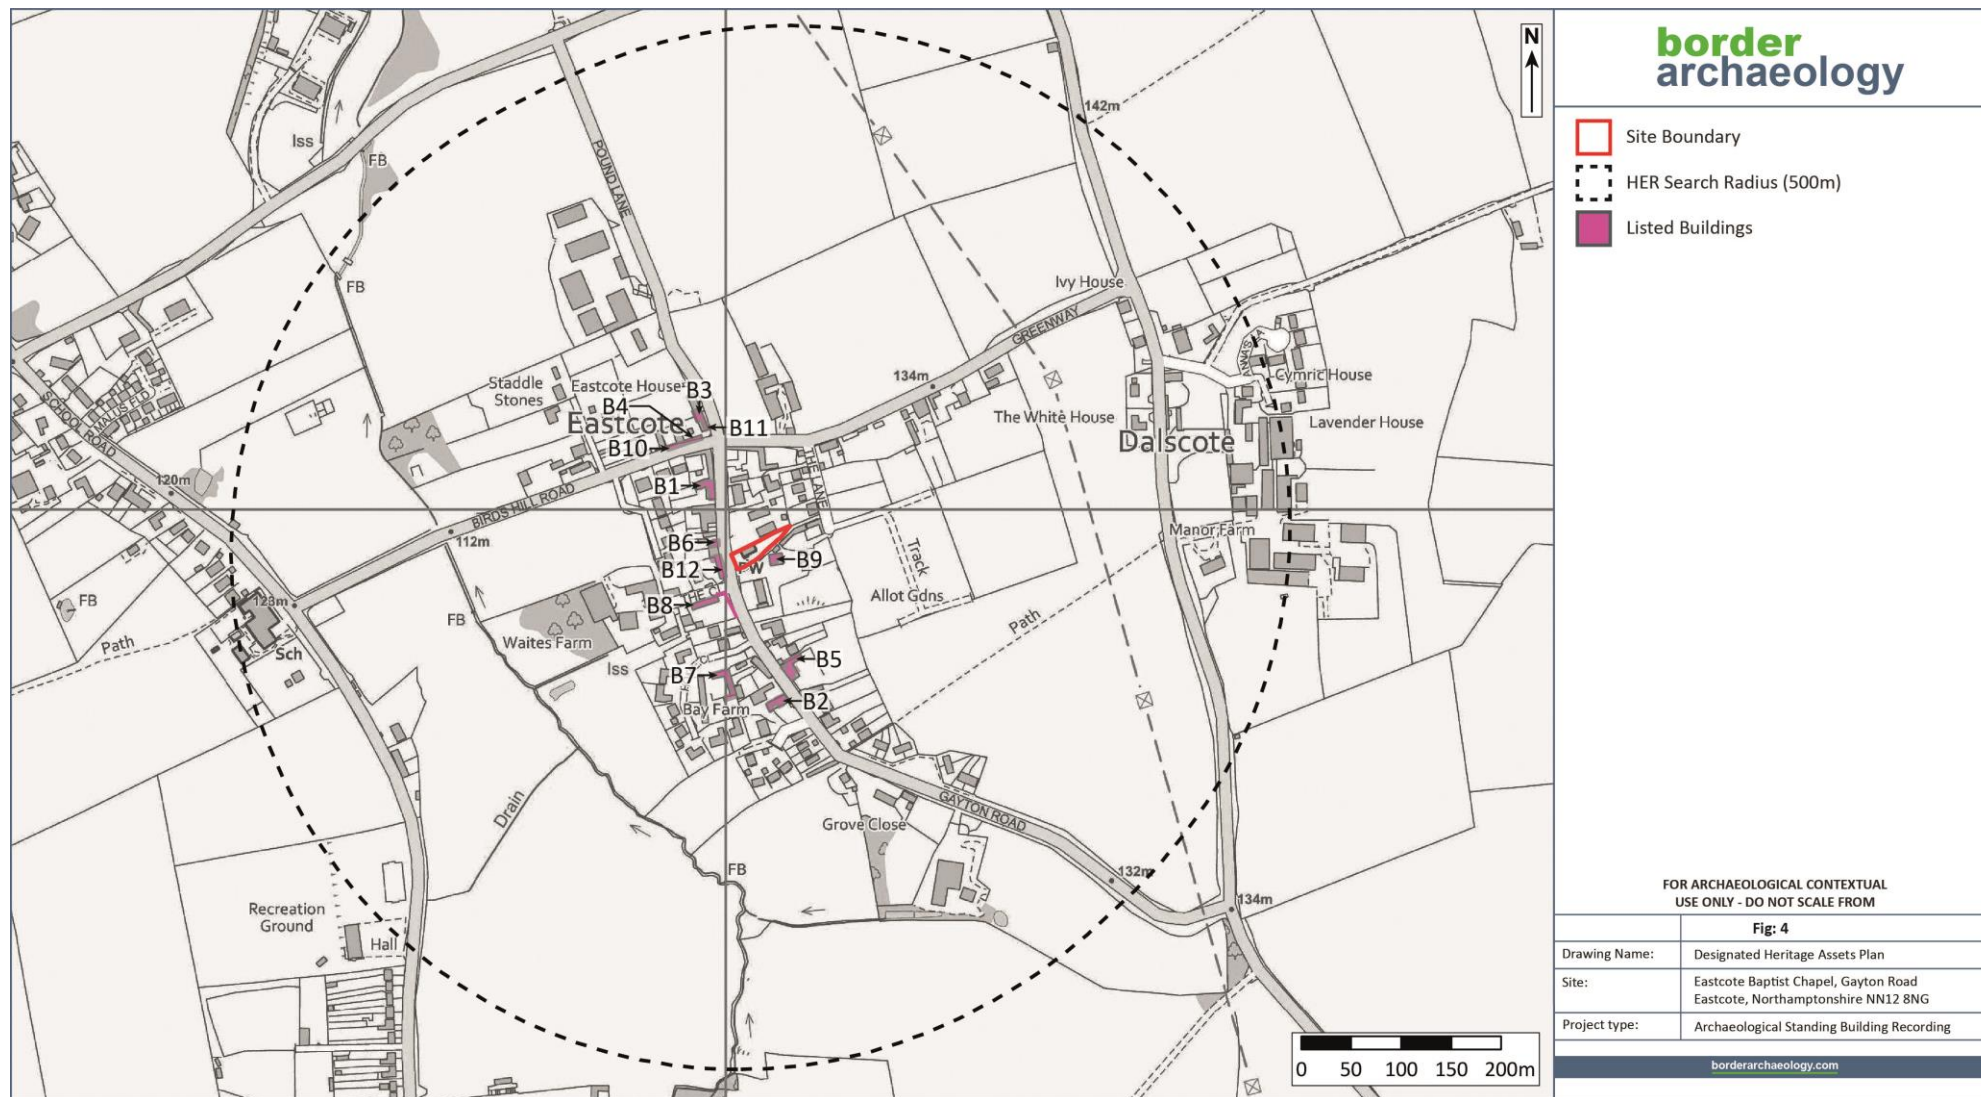 N
142m
Iss
FB
POUND LANE
FB
Ivy House
GREENWAY
ANNA'S LA
Cymric House
134m
Staddle
Stones
Eastcote House
B3
B4
Eastcote
B11
B10
The White House
Lavender House
Dalscote
SCHOOL ROAD
120m
BIRDS HILL ROAD
B1
THE LANE
112m
B6
B9
B12
PW
Manor Farm
Track
B8
Allot Gdns
FB
123m
FB
Path
Path
Waites Farm
Sch
Iss
B5
B7
B2
Bay Farm
Drain
GAYTON ROAD
Grove Close
FB
132m
134m
Recreation
Ground
Hall
0 50 100 150 200m
border
archaeology
Site Boundary
HER Search Radius (500m)
Listed Buildings
FOR ARCHAEOLOGICAL CONTEXTUAL
USE ONLY - DO NOT SCALE FROM
Fig: 4
Drawing Name: Designated Heritage Assets Plan
Site: Eastcote Baptist Chapel, Gayton Road
Eastcote, Northamptonshire NN12 8NG
Project type: Archaeological Standing Building Recording
borderarchaeology.com